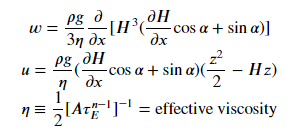 w = ρg/3η ∂/∂x [H³(∂H/∂x cos α + sin α)]
u = ρg/η (∂H/∂x cos α + sin α)(z²/2 − Hz)
η ≡ 1/2 [Aτ_E^{n−1}]^{−1} = effective viscosity